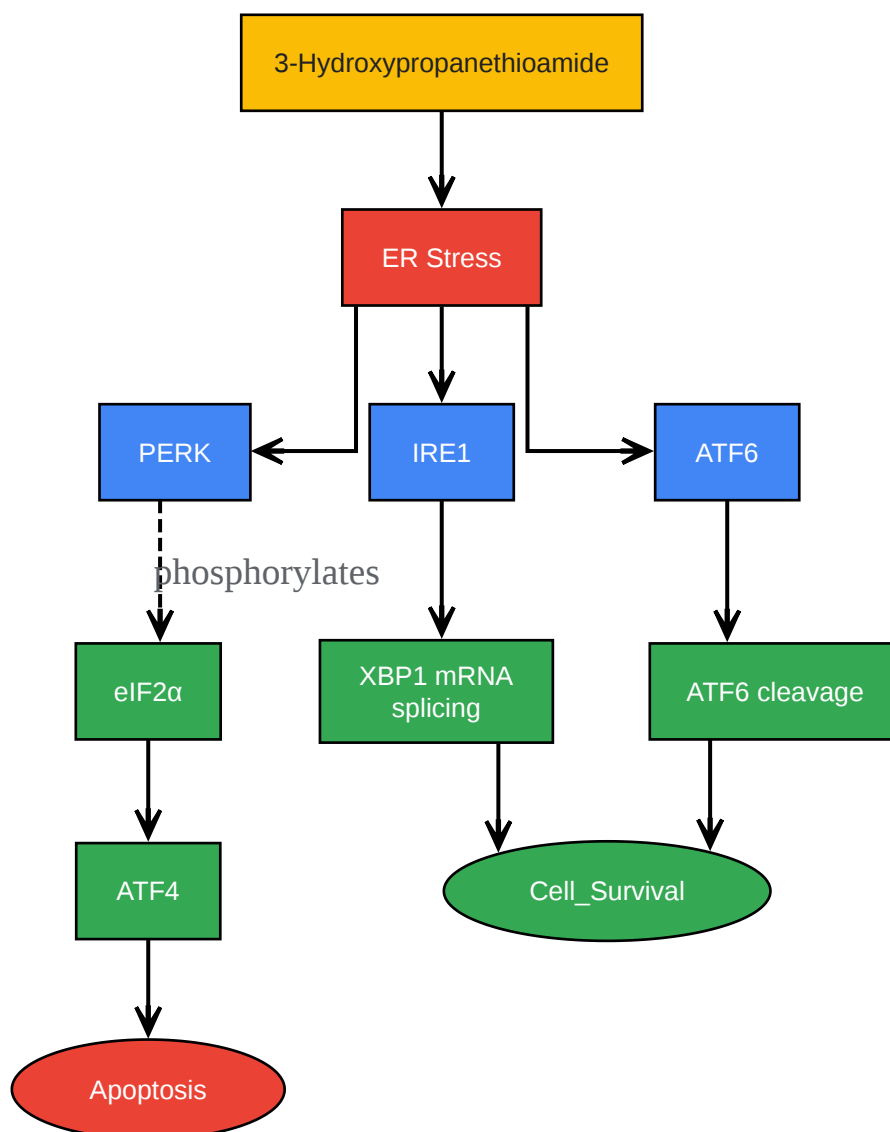 3-Hydroxypropanethioamide
ER Stress
PERK
IRE1
ATF6
phosphorylates
eIF2α
XBP1 mRNA
splicing
ATF6 cleavage
ATF4
Cell_Survival
Apoptosis